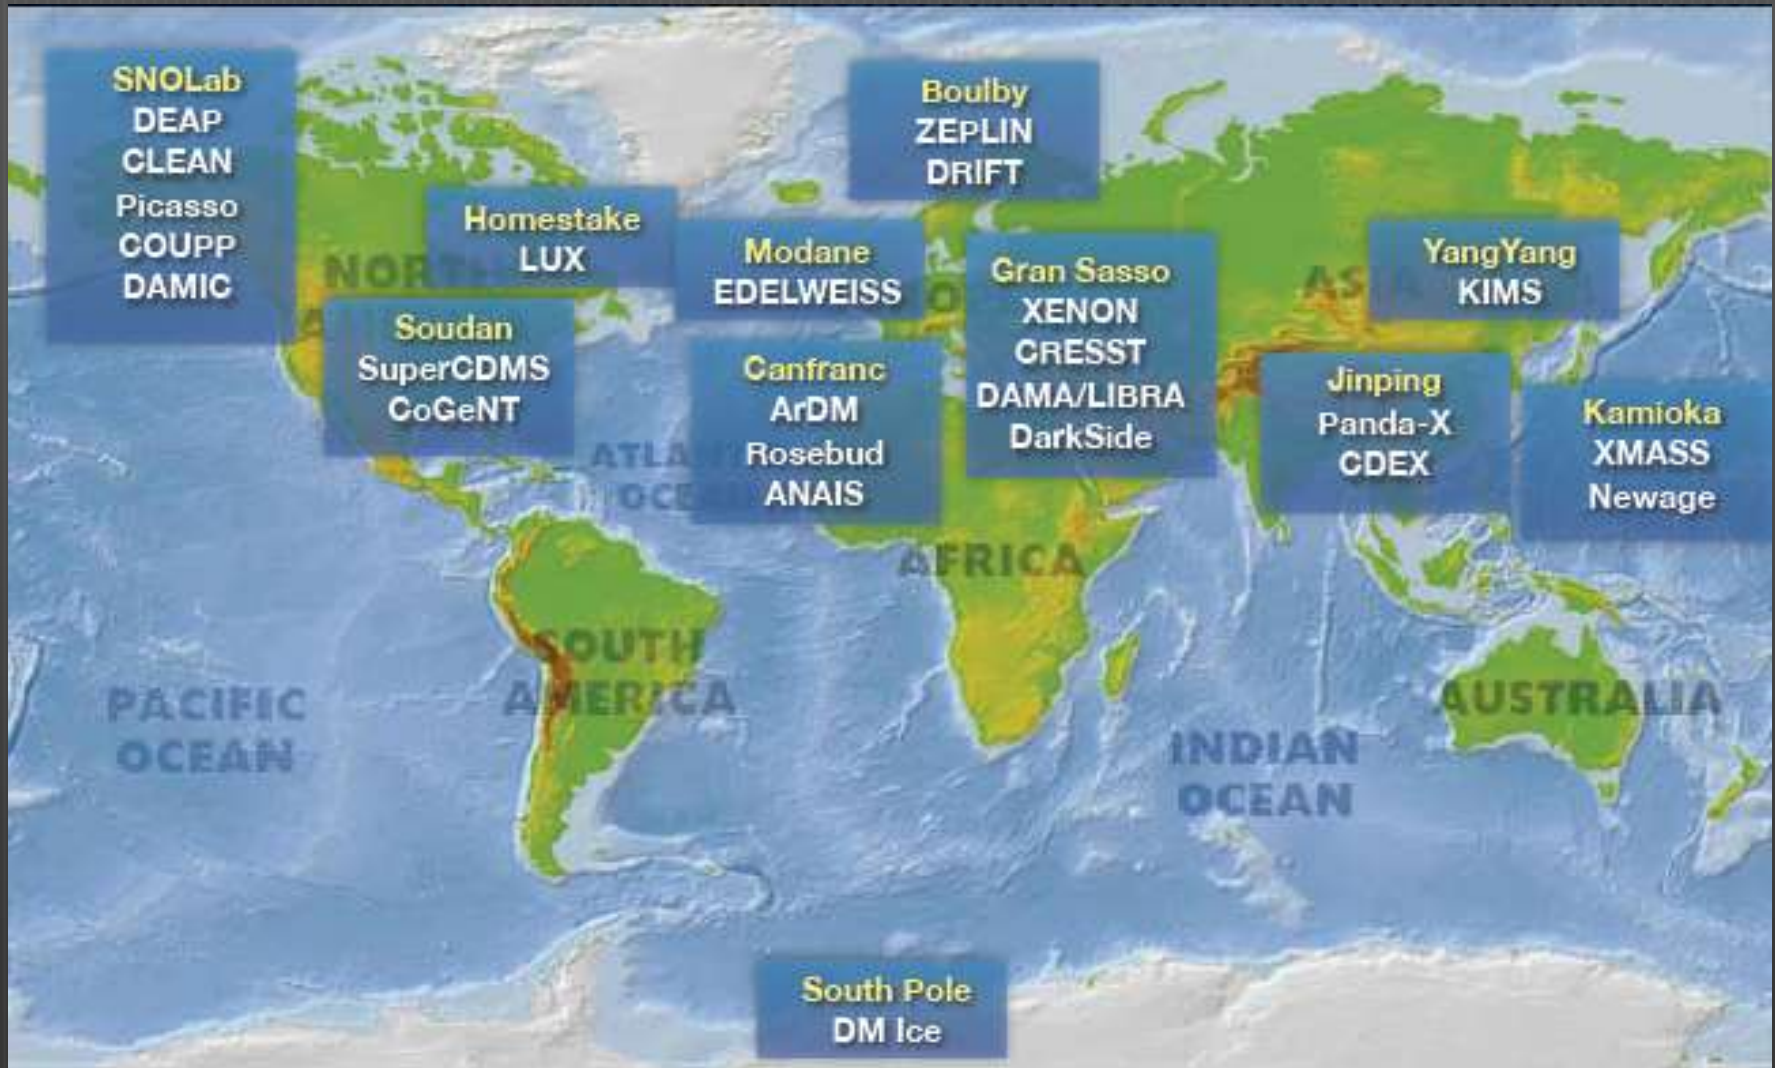 SNOLab
DEAP
CLEAN
Picasso
COUPP
DAMIC
Homestake
LUX
Soudan
SuperCDMS
CoGeNT
Modane
EDELWEISS
Canfranc
ArDM
Rosebud
ANAIS
Boulby
ZEPLIN
DRIFT
Gran Sasso
XENON
CRESST
DAMA/LIBRA
DarkSide
YangYang
KIMS
Jinping
Panda-X
CDEX
Kamioka
XMASS
Newage
South Pole
DM Ice
AFRICA
SOUTH
AMERICA
PACIFIC
OCEAN
INDIAN
OCEAN
AUSTRALIA